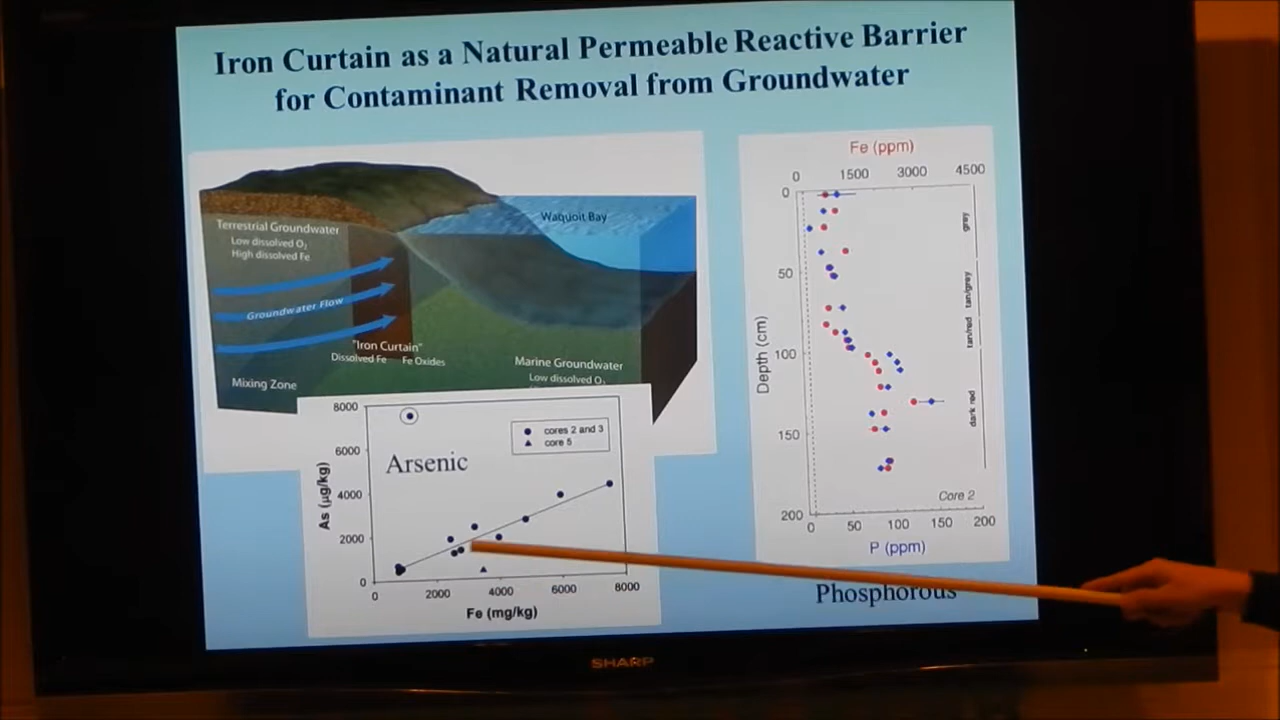 Iron Curtain as a Natural Permeable Reactive Barrier
for Contaminant Removal from Groundwater
Terrestrial Groundwater
Low dissolved O₂
High dissolved Fe
Groundwater Flow
Waquoit Bay
"Iron Curtain"
Dissolved Fe Fe Oxides
Mixing Zone
Marine Groundwater
Low dissolved O₂
8000
6000
4000
2000
0
As (µg/kg)
Arsenic
cores 2 and 3
core 5
0 2000 4000 6000 8000
Fe (mg/kg)
Fe (ppm)
0 1500 3000 4500
0
50
100
150
200
Depth (cm)
grey
tan/grey
tan/red
dark red
Core 2
0 50 100 150 200
P (ppm)
Phosphorous
SHARP